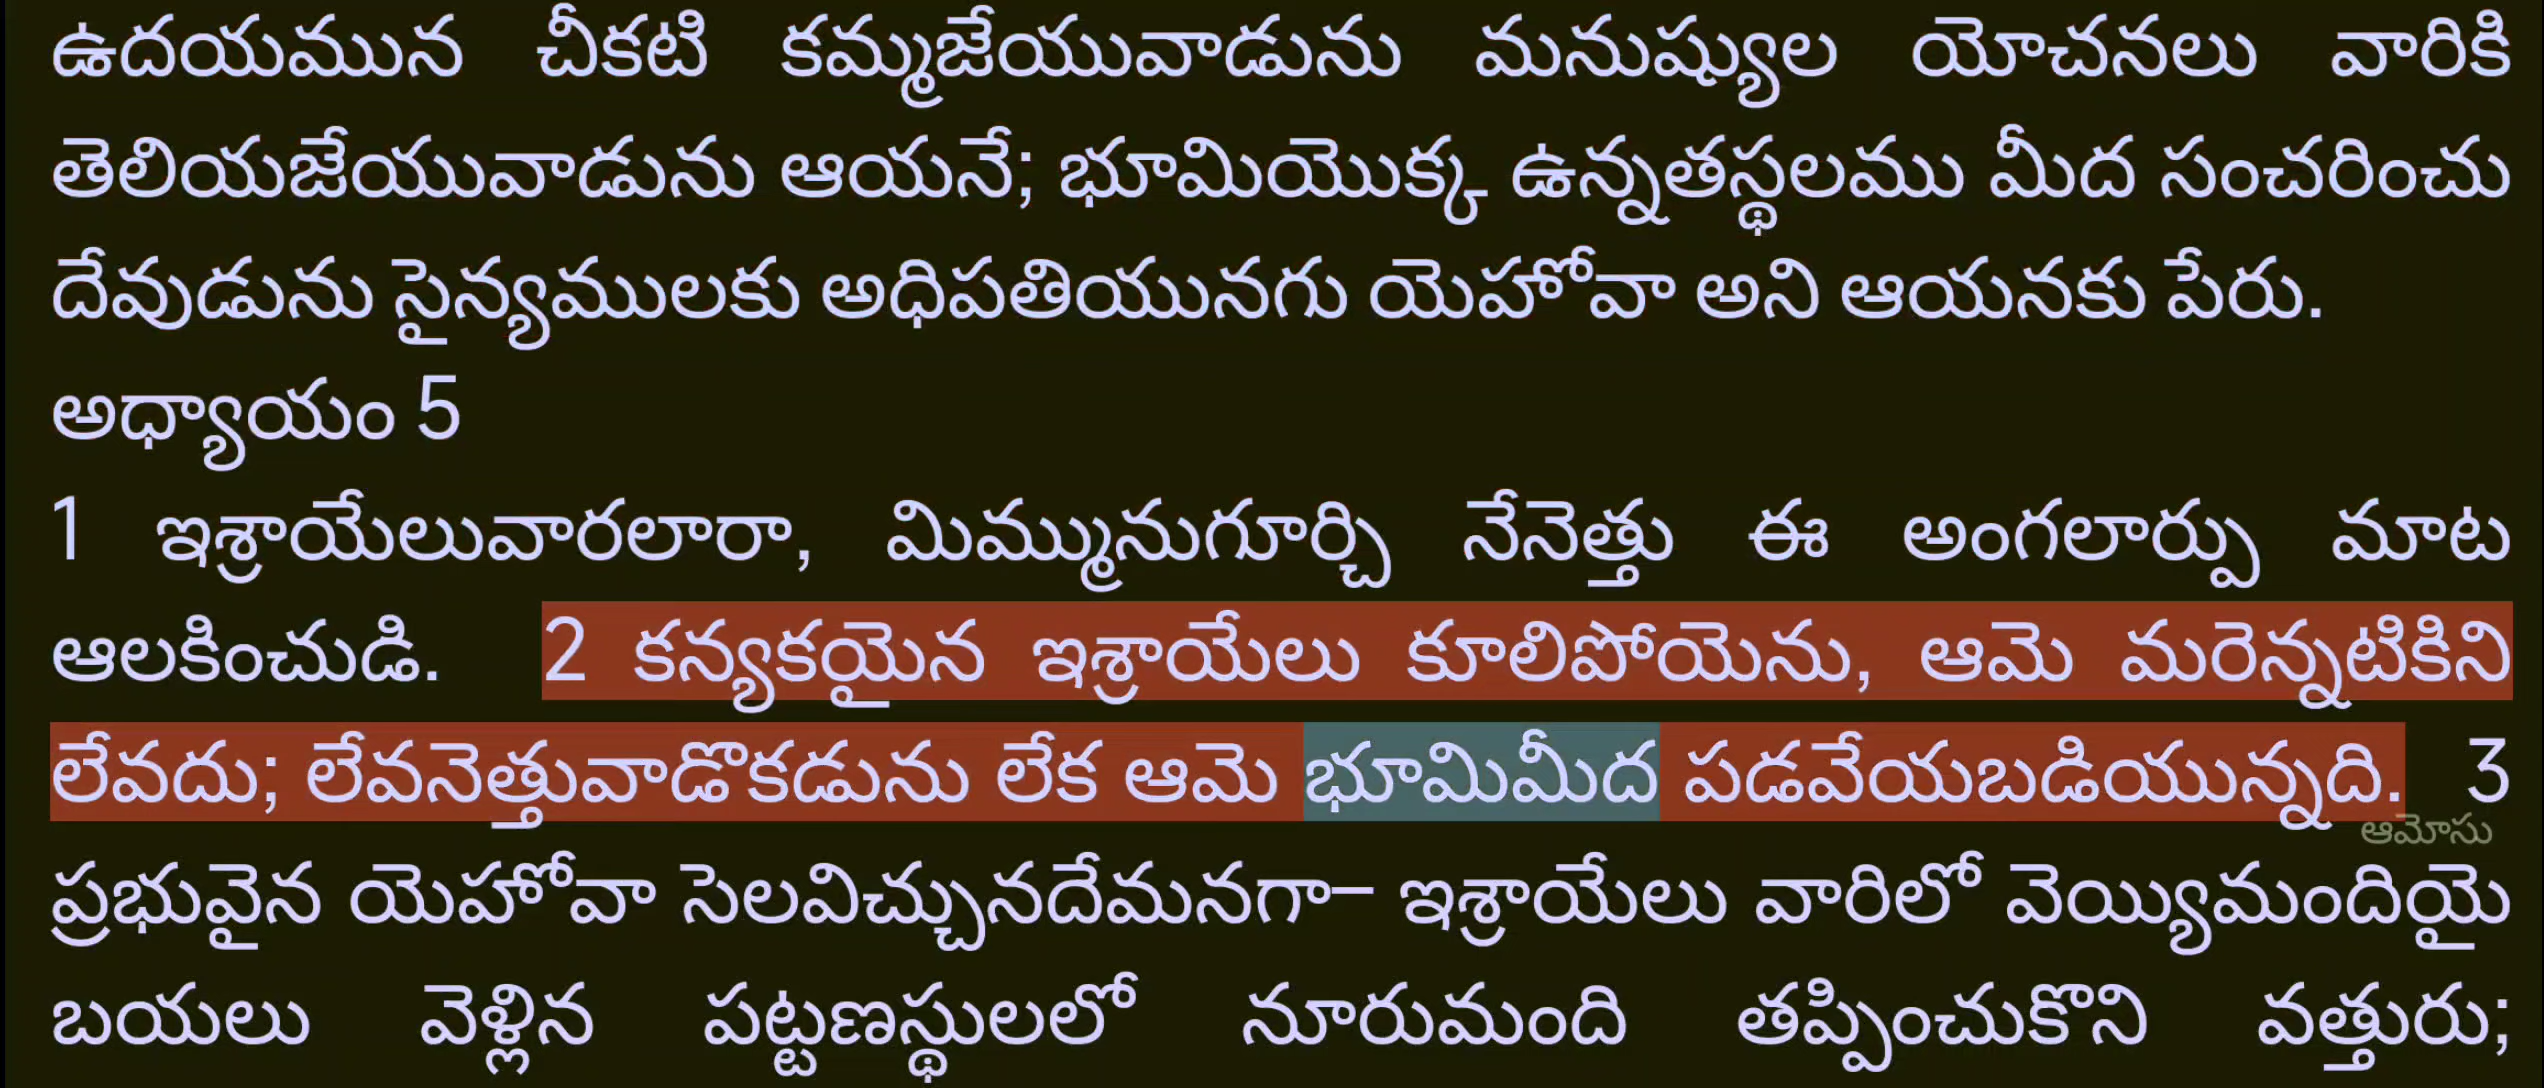 ఉదయమున చీకటి కమ్మజేయువాడును మనుష్యుల యోచనలు వారికి
తెలియజేయువాడును ఆయనే; భూమియొక్క ఉన్నతస్థలము మీద సంచరించు
దేవుడును సైన్యములకు అధిపతియునగు యెహోవా అని ఆయనకు పేరు.
అధ్యాయం 5
1 ఇశ్రాయేలువారలారా, మిమ్మునుగూర్చి నేనెత్తు ఈ అంగలార్పు మాట
ఆలకించుడి. 2 కన్యకయైన ఇశ్రాయేలు కూలిపోయెను, ఆమె మరెన్నటికిని
లేవదు; లేవనెత్తువాడొకడును లేక ఆమె భూమిమీద పడవేయబడియున్నది. 3
ఆమోసు
ప్రభువైన యెహోవా సెలవిచ్చునదేమనగా– ఇశ్రాయేలు వారిలో వెయ్యిమందియై
బయలు వెళ్లిన పట్టణస్థులలో నూరుమంది తప్పించుకొని వత్తురు;